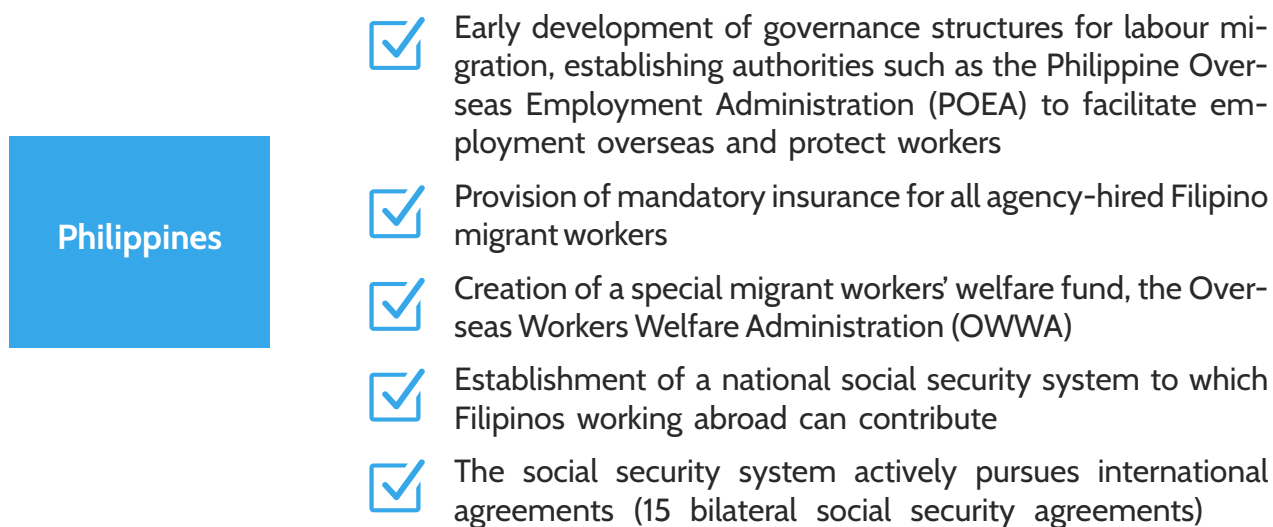 Philippines
Early development of governance structures for labour mi-
gration, establishing authorities such as the Philippine Over-
seas Employment Administration (POEA) to facilitate em-
ployment overseas and protect workers
Provision of mandatory insurance for all agency-hired Filipino
migrant workers
Creation of a special migrant workers’ welfare fund, the Over-
seas Workers Welfare Administration (OWWA)
Establishment of a national social security system to which
Filipinos working abroad can contribute
The social security system actively pursues international
agreements (15 bilateral social security agreements)